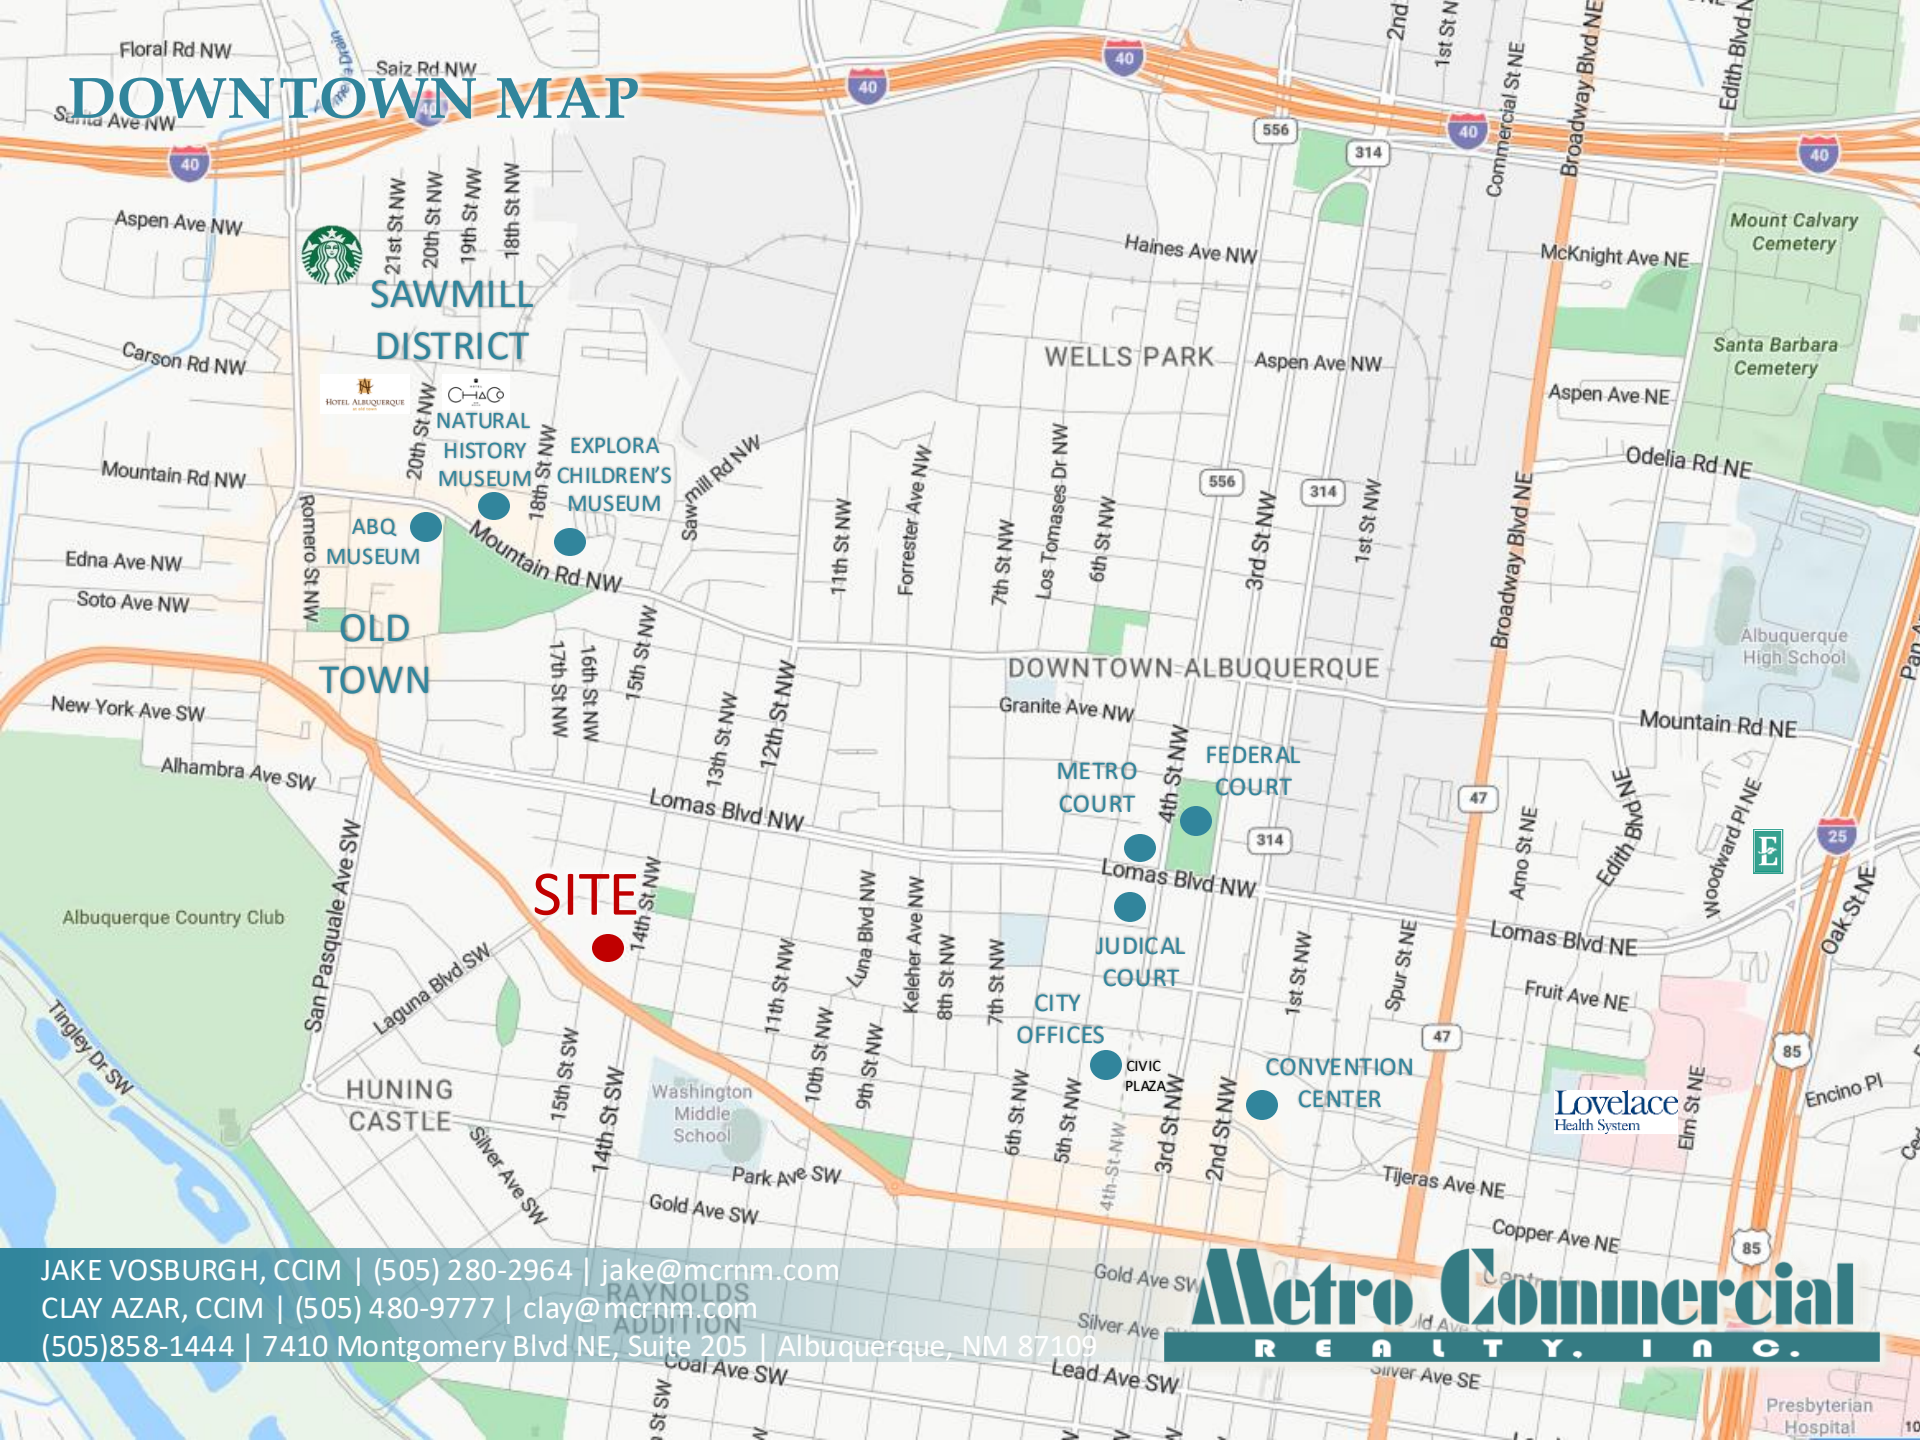 DOWNTOWN MAP
Floral Rd NW
Saiz Rd NW
Santa Ave NW
40
40
40
40
40
40
556
314
2nd
1st St N
Commercial St NE
Broadway Blvd NE
Edith Blvd N
Aspen Ave NW
21st St NW
20th St NW
19th St NW
18th St NW
Haines Ave NW
McKnight Ave NE
Mount Calvary
Cemetery
SAWMILL
DISTRICT
Carson Rd NW
WELLS PARK
Aspen Ave NW
Santa Barbara
Cemetery
HOTEL ALBUQUERQUE
CHACO
Aspen Ave NE
20th St NW
NATURAL
HISTORY
MUSEUM
18th St NW
EXPLORA
CHILDREN'S
MUSEUM
Sawmill Rd NW
Odelia Rd NE
Mountain Rd NW
Romero St NW
ABQ
MUSEUM
Mountain Rd NW
11th St NW
Forrester Ave NW
7th St NW
Los Tomases Dr NW
6th St NW
556
3rd St NW
314
1st St NW
Broadway Blvd NE
Edna Ave NW
Soto Ave NW
OLD
TOWN
17th St NW
16th St NW
15th St NW
13th St NW
12th St NW
DOWNTOWN ALBUQUERQUE
Albuquerque
High School
New York Ave SW
Granite Ave NW
Mountain Rd NE
Alhambra Ave SW
Lomas Blvd NW
METRO
COURT
4th St NW
FEDERAL
COURT
314
47
Arno St NE
Edith Blvd NE
Woodward Pl NE
E
25
Oak St NE
SITE
14th St NW
Lomas Blvd NW
Lomas Blvd NE
Albuquerque Country Club
San Pasquale Ave SW
Laguna Blvd SW
11th St NW
Luna Blvd NW
Keleher Ave NW
8th St NW
7th St NW
JUDICAL
COURT
1st St NW
Spur St NE
Fruit Ave NE
CITY
OFFICES
CIVIC
PLAZA
47
85
CONVENTION
CENTER
Tingley Dr SW
HUNING
CASTLE
15th St SW
14th St SW
Washington
Middle
School
10th St NW
9th St NW
6th St NW
5th St NW
4th St NW
3rd St NW
2nd St NW
Lovelace
Health System
Elm St NE
Encino Pl
Silver Ave SW
Park Ave SW
Gold Ave SW
Tijeras Ave NE
Copper Ave NE
85
JAKE VOSBURGH, CCIM | (505) 280-2964 | jake@mcrnm.com
CLAY AZAR, CCIM | (505) 480-9777 | clay@mcrnm.com
(505)858-1444 | 7410 Montgomery Blvd NE, Suite 205 | Albuquerque, NM 87109
RAYNOLDS
ADDITION
Gold Ave SW
Silver Ave
Metro Commercial
REALTY, INC.
Coal Ave SW
Lead Ave SW
Silver Ave SE
St SW
Presbyterian
Hospital
10